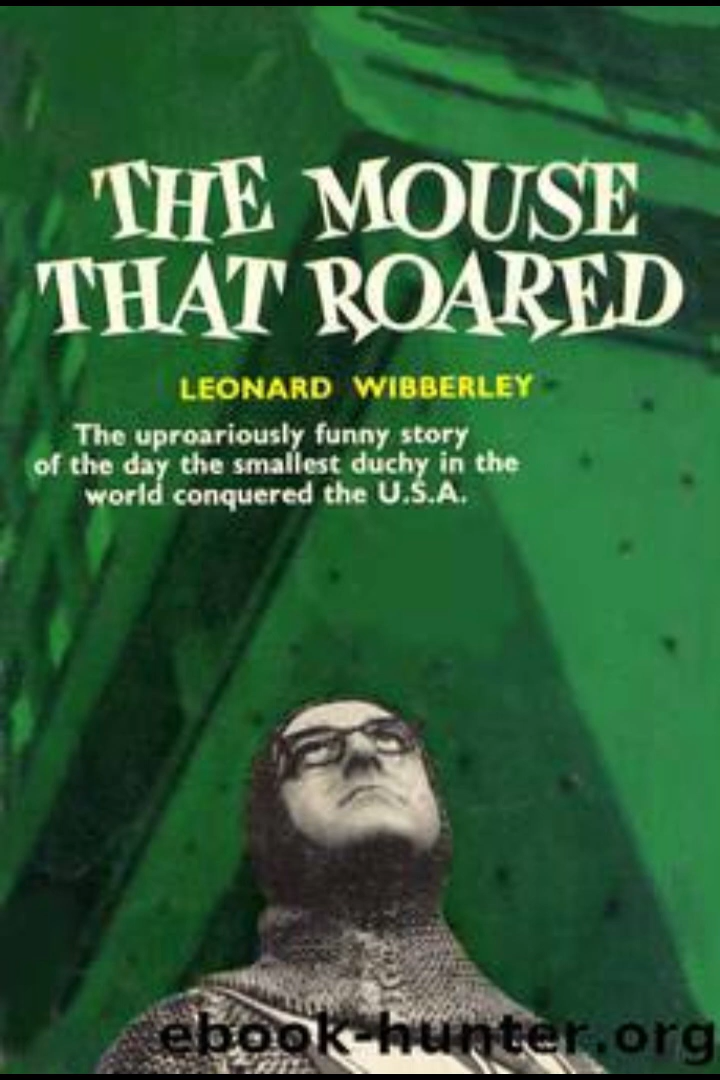 THE MOUSE
THAT ROARED
LEONARD WIBBERLEY
The uproariously funny story
of the day the smallest duchy in the
world conquered the U.S.A.
ebook-hunter.org